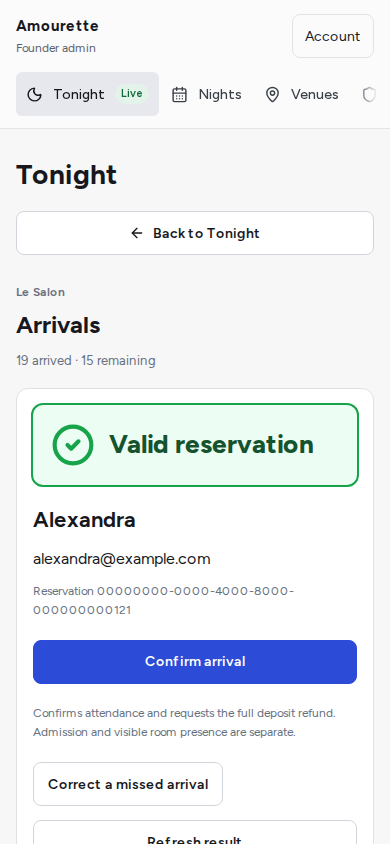 Amourette
Founder admin
Account
Tonight Live Nights Venues
Tonight
Back to Tonight
Le Salon
Arrivals
19 arrived · 15 remaining
Valid reservation
Alexandra
alexandra@example.com
Reservation 00000000-0000-4000-8000-
000000000121
Confirm arrival
Confirms attendance and requests the full deposit refund.
Admission and visible room presence are separate.
Correct a missed arrival
Refresh result